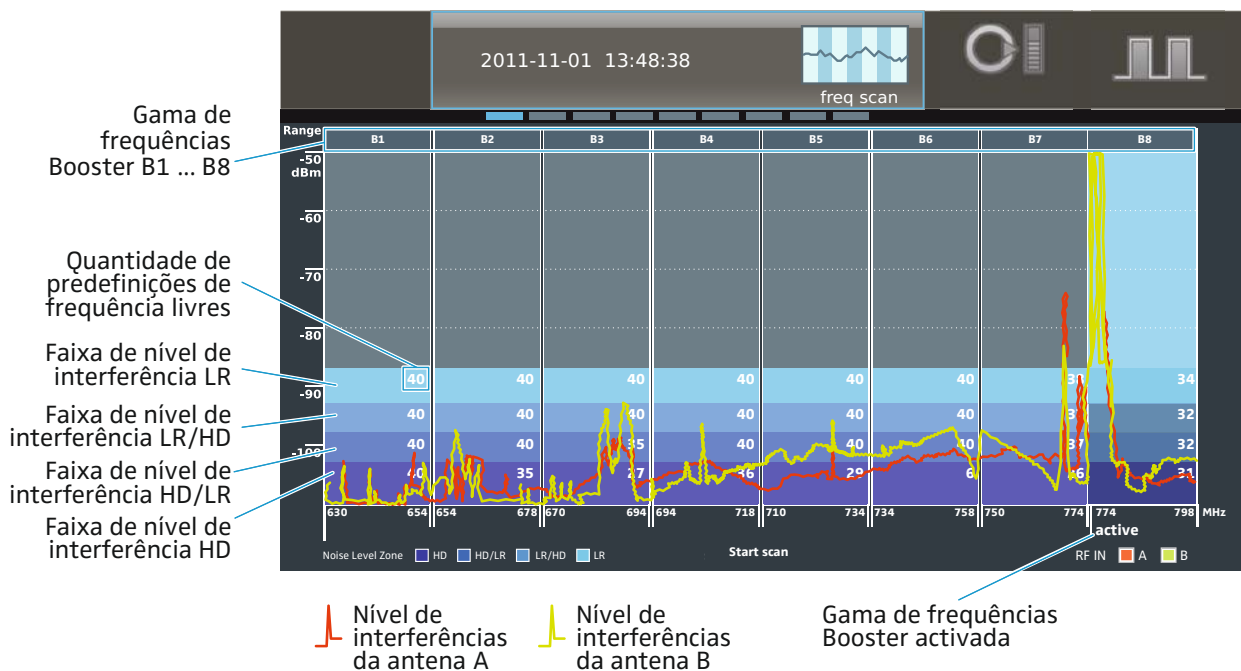 2011-11-01 13:48:38
freq scan
Gama de
frequências
Booster B1 ... B8
Range
B1 B2 B3 B4 B5 B6 B7 B8
-50
dBm
-60
-70
-80
-90
-100
Quantidade de
predefinições de
frequência livres
Faixa de nível de
interferência LR
Faixa de nível de
interferência LR/HD
Faixa de nível de
interferência HD/LR
Faixa de nível de
interferência HD
40 40 40 40 40 40 38 34
40 40 40 40 40 40 32
40 40 35 40 40 40 37 32
40 35 27 36 29 6 31
630 654 654 678 670 694 694 718 710 734 734 758 750 774 774 798 MHz
active
Noise Level Zone HD HD/LR LR/HD LR
Start scan
RF IN A B
Nível de
interferências
da antena A
Nível de
interferências
da antena B
Gama de frequências
Booster activada